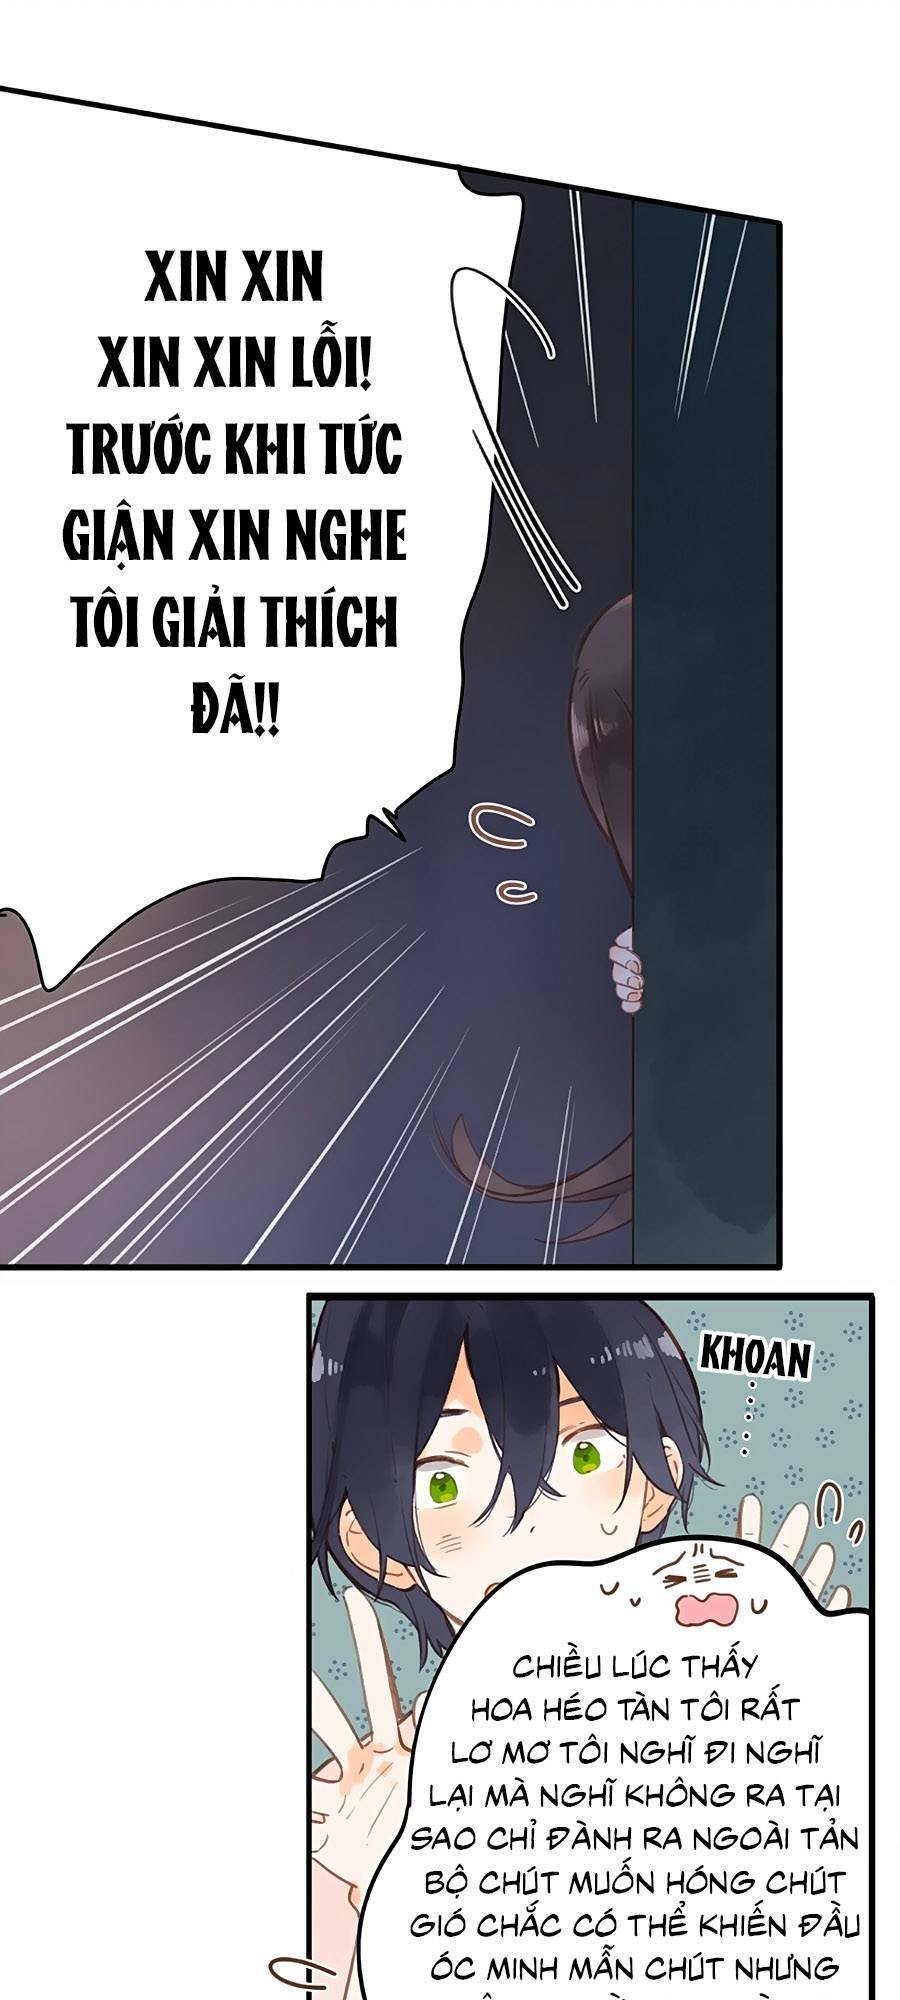 XIN XIN
XIN XIN LỖI!
TRƯỚC KHI TỨC
GIẬN XIN NGHE
TÔI GIẢI THÍCH
ĐÃ!!
KHOAN
......
CHIỀU LÚC THẤY
HOA HÉO TÀN TÔI RẤT
LƠ MƠ TÔI NGHĨ ĐI NGHĨ
LẠI MÀ NGHĨ KHÔNG RA TẠI
SAO CHỈ ĐÀNH RA NGOÀI TẢN
BỘ CHÚT MUỐN HÓNG CHÚT
GIÓ CHẮC CÓ THỂ KHIẾN ĐẦU
ÓC MINH MẪN CHÚT NHƯNG